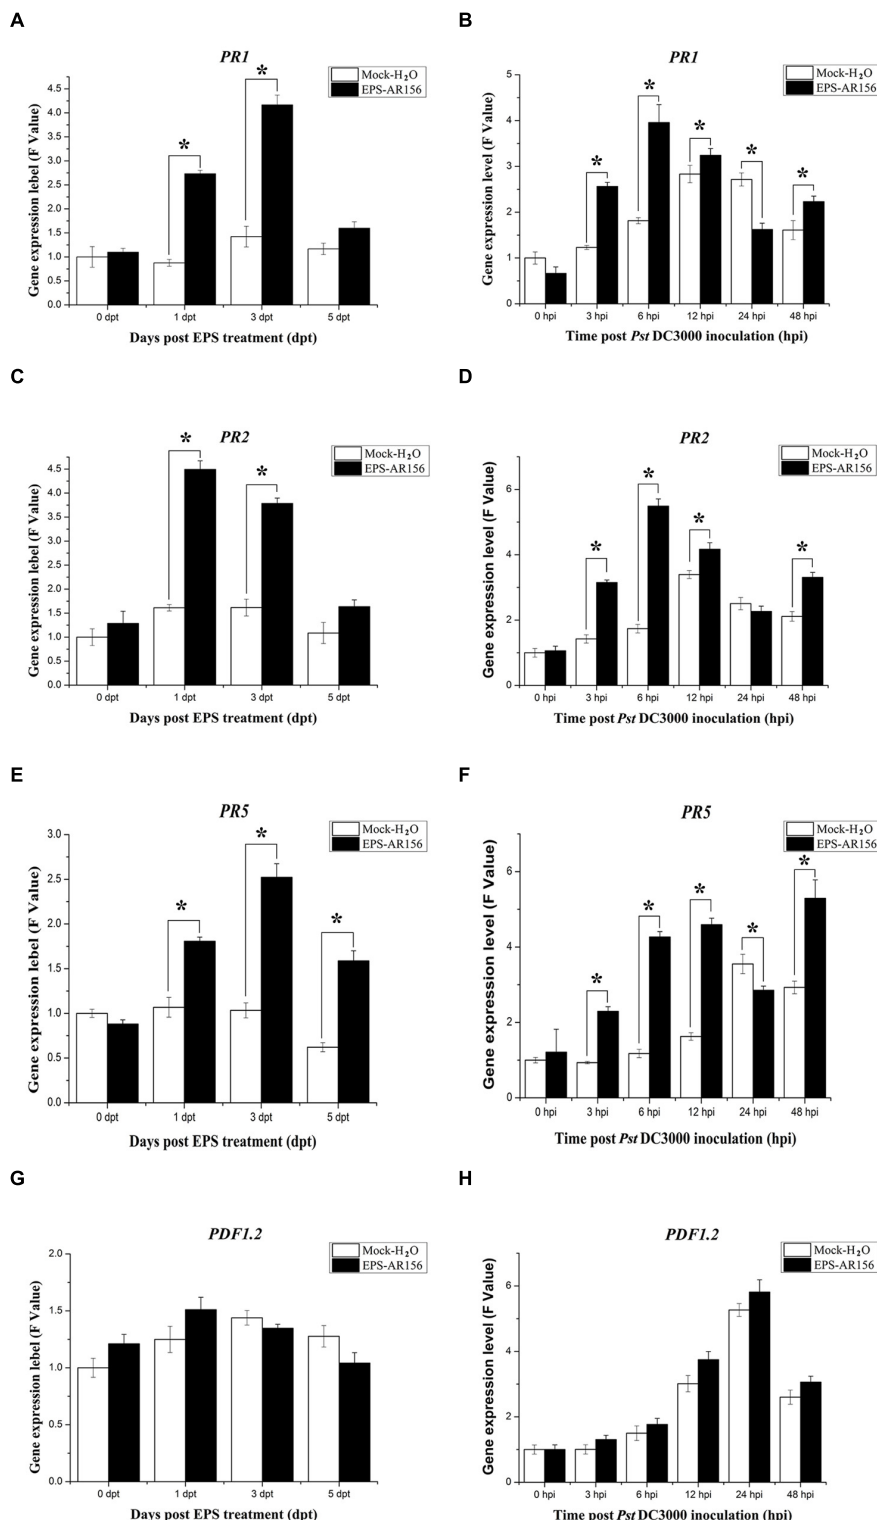 A
PR1
Mock-H₂O
EPS-AR156
Gene expression lebel (F Value)
4.5
4.0
3.5
3.0
2.5
2.0
1.5
1.0
0.5
0.0
*
*
0 dpt 1 dpt 3 dpt 5 dpt
Days post EPS treatment (dpt)
B
PR1
Mock-H₂O
EPS-AR156
Gene expression level (F Value)
5
4
3
2
1
0
*
*
*
*
*
0 hpi 3 hpi 6 hpi 12 hpi 24 hpi 48 hpi
Time post Pst DC3000 inoculation (hpi)
C
PR2
Mock-H₂O
EPS-AR156
Gene expression lebel (F Value)
4.5
4.0
3.5
3.0
2.5
2.0
1.5
1.0
0.5
0.0
*
*
0 dpt 1 dpt 3 dpt 5 dpt
Days post EPS treatment (dpt)
D
PR2
Mock-H₂O
EPS-AR156
Gene expression level (F Value)
6
4
2
0
*
*
*
*
0 hpi 3 hpi 6 hpi 12 hpi 24 hpi 48 hpi
Time post Pst DC3000 inoculation (hpi)
E
PR5
Mock-H₂O
EPS-AR156
Gene expression lebel (F Value)
3.0
2.5
2.0
1.5
1.0
0.5
0.0
*
*
*
0 dpt 1 dpt 3 dpt 5 dpt
Days post EPS treatment (dpt)
F
PR5
Mock-H₂O
EPS-AR156
Gene expression level (F Value)
6
4
2
0
*
*
*
*
*
0 hpi 3 hpi 6 hpi 12 hpi 24 hpi 48 hpi
Time post Pst DC3000 inoculation (hpi)
G
PDF1.2
Mock-H₂O
EPS-AR156
Gene expression lebel (F Value)
2.0
1.5
1.0
0.5
0.0
0 dpt 1 dpt 3 dpt 5 dpt
Days post EPS treatment (dpt)
H
PDF1.2
Mock-H₂O
EPS-AR156
Gene expression level (F Value)
6
4
2
0
0 hpi 3 hpi 6 hpi 12 hpi 24 hpi 48 hpi
Time post Pst DC3000 inoculation (hpi)